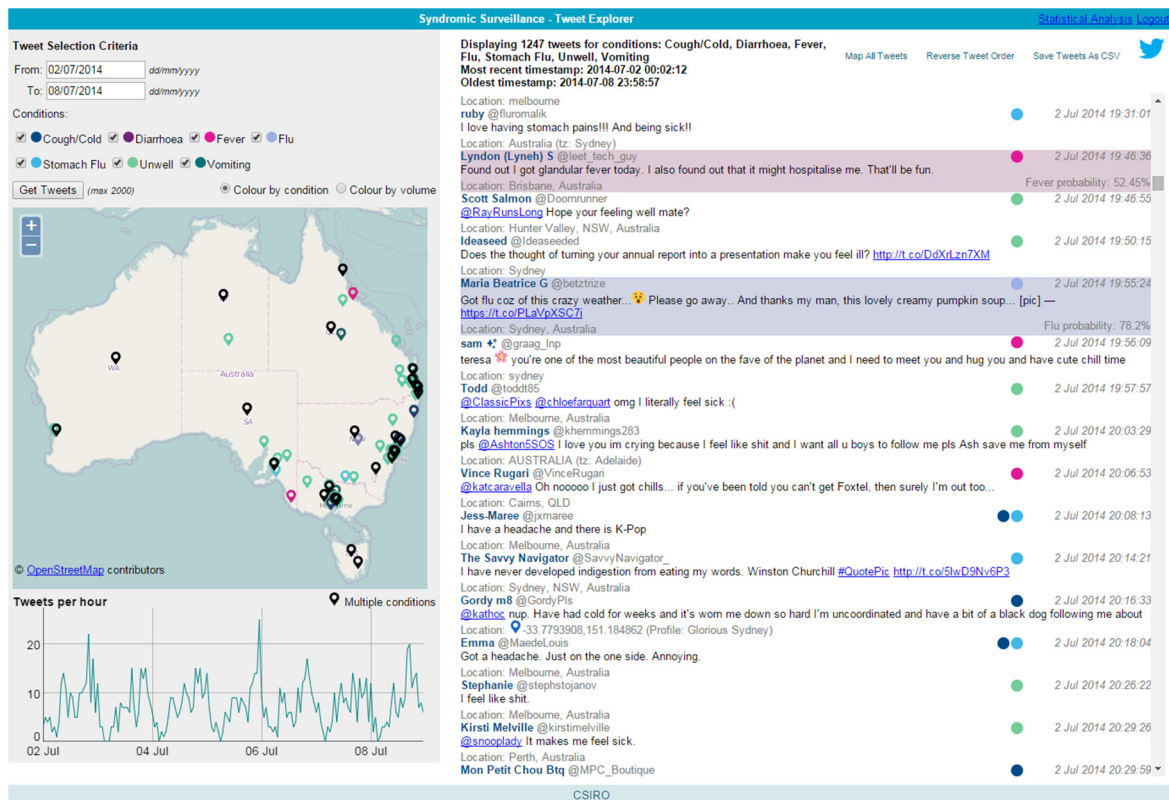 Syndromic Surveillance - Tweet Explorer
Statistical Analysis Logout
Tweet Selection Criteria
From: 02/07/2014 dd/mm/yyyy
To: 08/07/2014 dd/mm/yyyy
Conditions:
Cough/Cold Diarrhoea Fever Flu
Stomach Flu Unwell Vomiting
Get Tweets (max 2000) Colour by condition Colour by volume
+
−
WA
Australia
SA
© OpenStreetMap contributors
Tweets per hour
Multiple conditions
20
10
0
02 Jul 04 Jul 06 Jul 08 Jul
Displaying 1247 tweets for conditions: Cough/Cold, Diarrhoea, Fever,
Flu, Stomach Flu, Unwell, Vomiting
Most recent timestamp: 2014-07-02 00:02:12
Oldest timestamp: 2014-07-08 23:58:57
Map All Tweets Reverse Tweet Order Save Tweets As CSV
Location: melbourne
ruby @fluromalik 2 Jul 2014 19:31:01
I love having stomach pains!!! And being sick!!
Location: Australia (tz: Sydney)
Lyndon (Lyneh) S @leet_tech_guy 2 Jul 2014 19:46:36
Found out I got glandular fever today. I also found out that it might hospitalise me. That'll be fun.
Location: Brisbane, Australia Fever probability: 52.45%
Scott Salmon @Doomrunner 2 Jul 2014 19:46:55
@RayRunsLong Hope your feeling well mate?
Location: Hunter Valley, NSW, Australia
Ideaseed @Ideaseeded 2 Jul 2014 19:50:15
Does the thought of turning your annual report into a presentation make you feel ill? http://t.co/DdXrLzn7XM
Location: Sydney
Maria Beatrice G @betztrize 2 Jul 2014 19:55:24
Got flu coz of this crazy weather...😵 Please go away.. And thanks my man, this lovely creamy pumpkin soup... [pic] —
https://t.co/PLaVpXSC7i
Location: Sydney, Australia Flu probability: 78.2%
sam @graag_lnp 2 Jul 2014 19:56:09
teresa 🌸 you're one of the most beautiful people on the fave of the planet and I need to meet you and hug you and have cute chill time
Location: sydney
Todd @toddt85 2 Jul 2014 19:57:57
@ClassicPixs @chloefarquart omg I literally feel sick :(
Location: Melbourne, Australia
Kayla hemmings @khemmings283 2 Jul 2014 20:03:29
pls @Ashton5SOS I love you im crying because I feel like shit and I want all u boys to follow me pls Ash save me from myself
Location: AUSTRALIA (tz: Adelaide)
Vince Rugari @VinceRugari 2 Jul 2014 20:06:53
@katcaravella Oh nooooo I just got chills... if you've been told you can't get Foxtel, then surely I'm out too...
Location: Cairns, QLD
Jess-Maree @jxmaree 2 Jul 2014 20:08:13
I have a headache and there is K-Pop
Location: Melbourne, Australia
The Savvy Navigator @SavvyNavigator_ 2 Jul 2014 20:14:21
I have never developed indigestion from eating my words. Winston Churchill #QuotePic http://t.co/5lwD9Nv6P3
Location: Sydney, NSW, Australia
Gordy m8 @GordyPls 2 Jul 2014 20:16:33
@kathoc nup. Have had cold for weeks and it's worn me down so hard I'm uncoordinated and have a bit of a black dog following me about
Location: -33.7793908,151.184862 (Profile: Glorious Sydney)
Emma @MaedeLouis 2 Jul 2014 20:18:04
Got a headache. Just on the one side. Annoying.
Location: Melbourne, Australia
Stephanie @stephstojanov 2 Jul 2014 20:26:22
I feel like shit.
Location: Melbourne, Australia
Kirsti Melville @kirstimelville 2 Jul 2014 20:29:26
@snooplady It makes me feel sick.
Location: Perth, Australia
Mon Petit Chou Btq @MPC_Boutique 2 Jul 2014 20:29:59
CSIRO